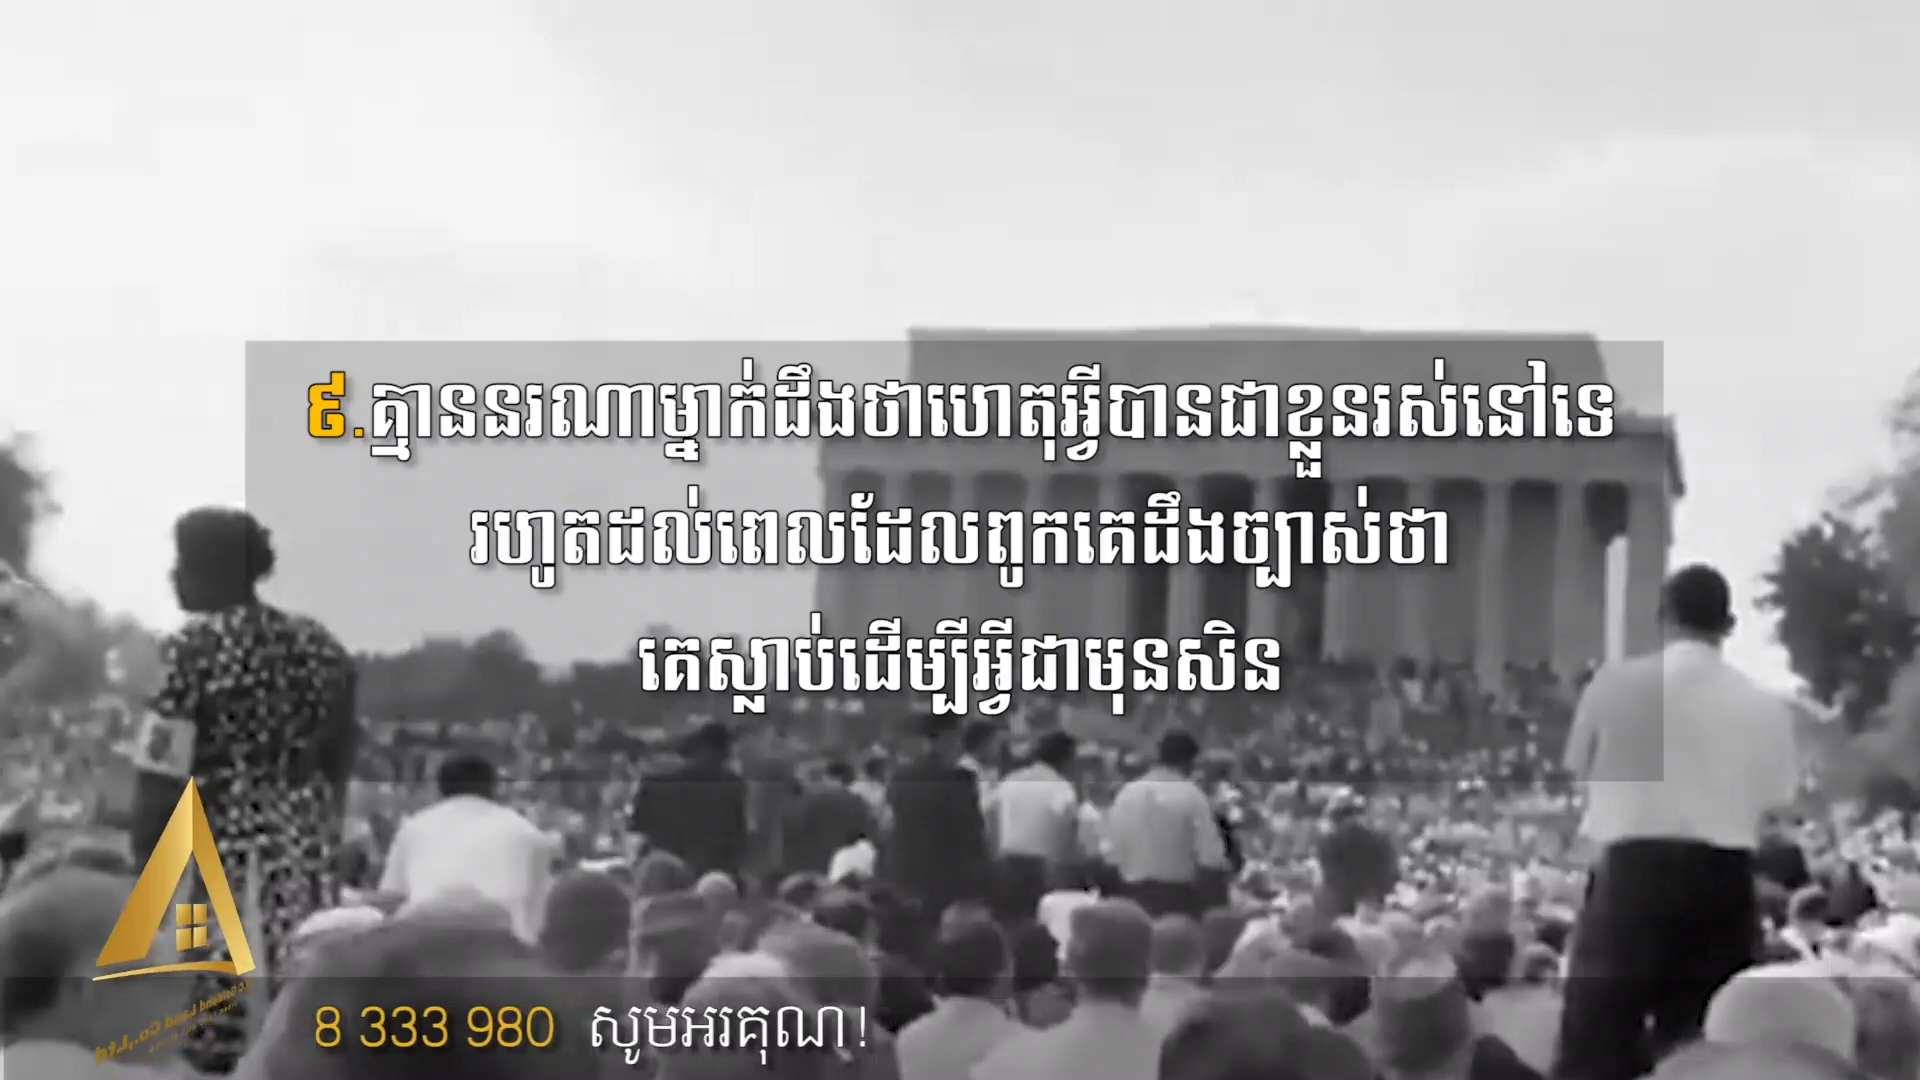 ៩.គ្មាននរណាម្នាក់ដឹងថាហេតុអ្វីបានជាខ្លួនរស់នៅទេ
រហូតដល់ពេលដែលពួកគេដឹងច្បាស់ថា
គេស្លាប់ដើម្បីអ្វីជាមុនសិន
8 333 980 សូមអរគុណ!